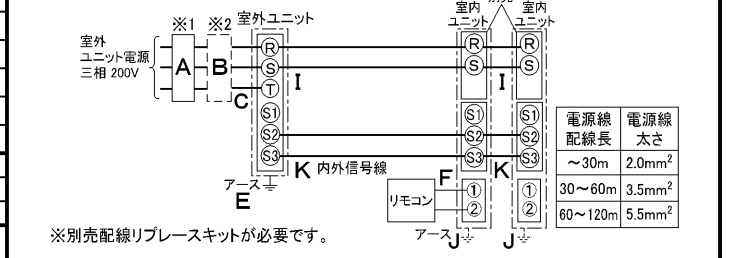 ※1 ※2 室外ユニット
室内
ユニット
室内
ユニット
室外
ユニット電源
三相 200V
A B C
R
S
T
S1
S2
S3
I
K 内外信号線
アース
E
R
S
S1
S2
S3
①
②
R
S
S1
S2
S3
①
②
I
K
F
リモコン
アース J
J
電源線
配線長
電源線
太さ
～30m 2.0mm²
30～60m 3.5mm²
60～120m 5.5mm²
※別売配線リプレースキットが必要です。